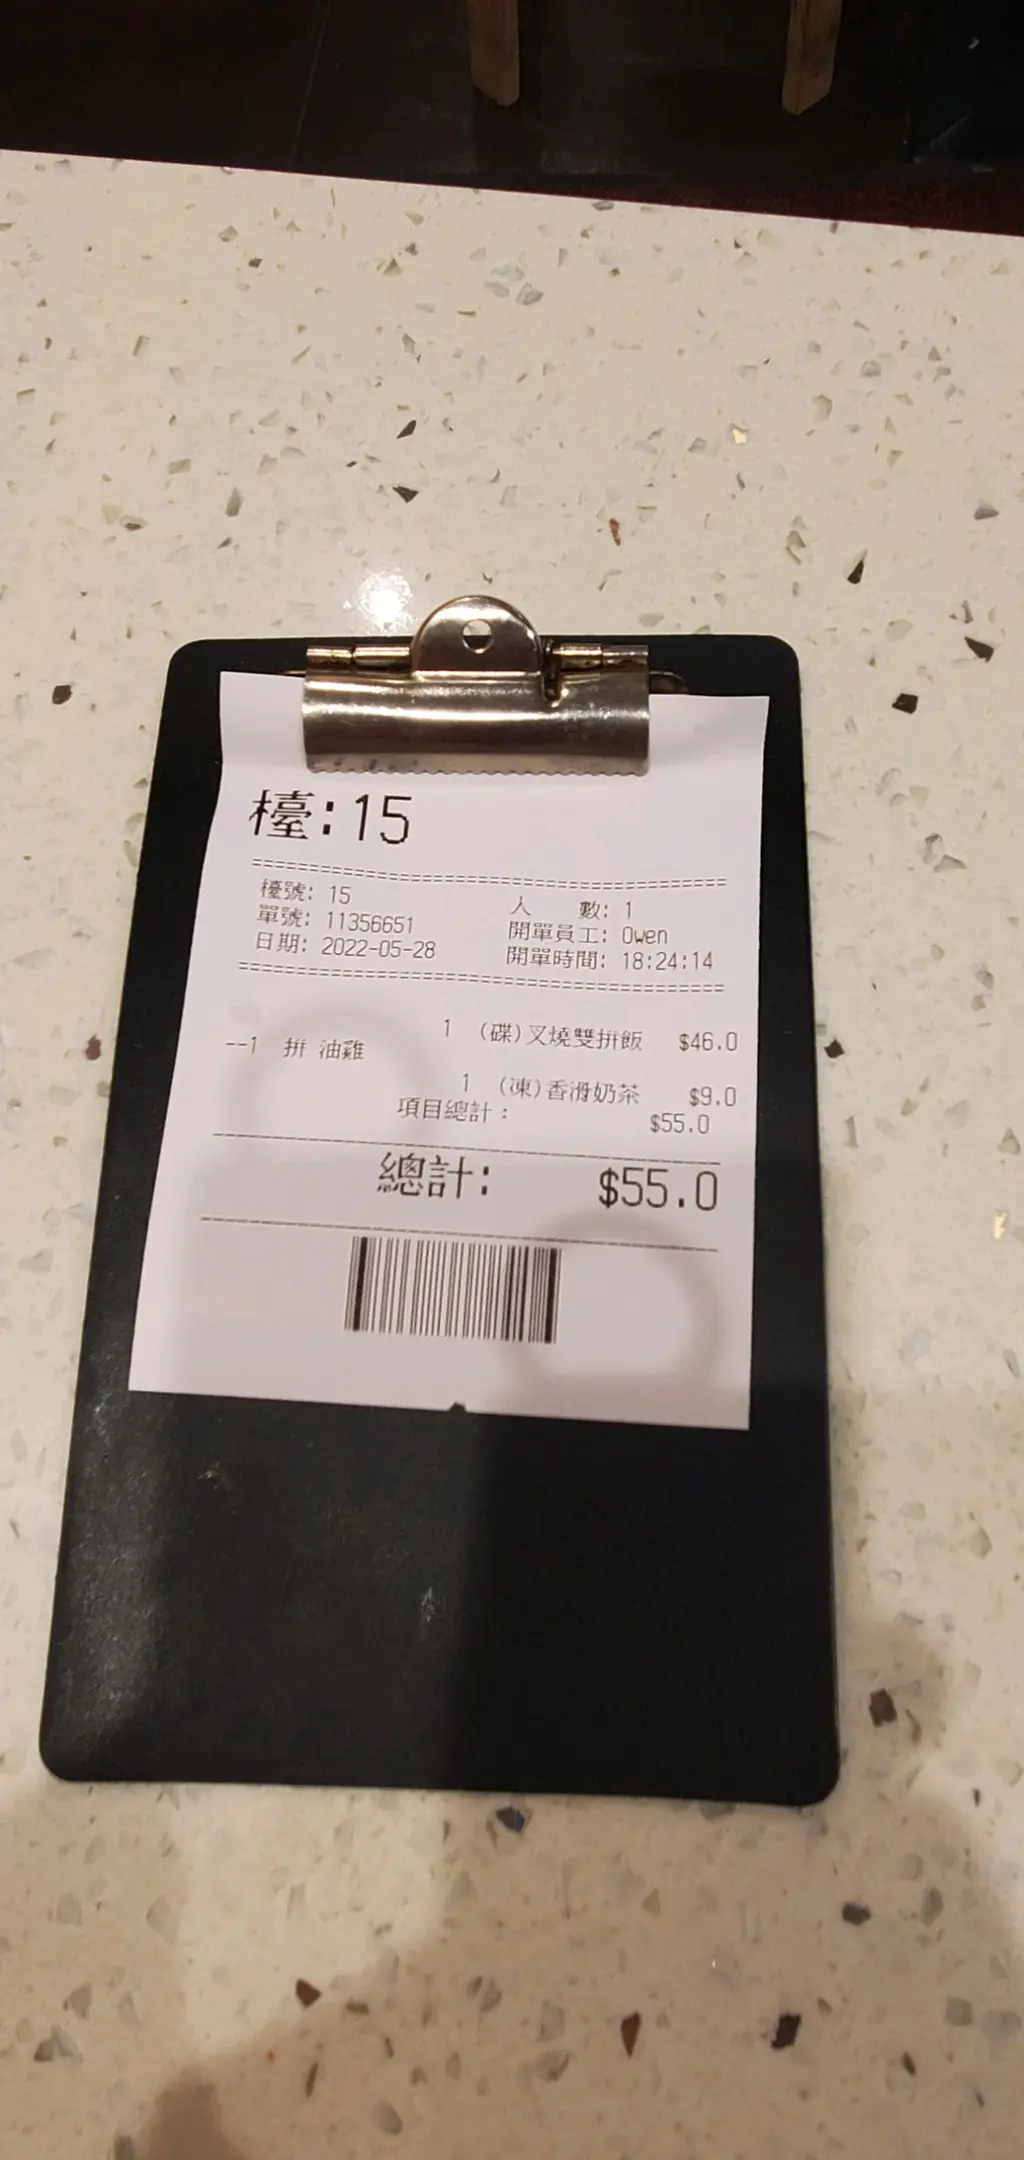 檯:15
檯號: 15 人 數: 1
單號: 11356651 開單員工: Owen
日期: 2022-05-28 開單時間: 18:24:14
1 (碟)叉燒雙拼飯 $46.0
--1 拼 油雞
1 (凍)香滑奶茶 $9.0
項目總計: $55.0
總計: $55.0